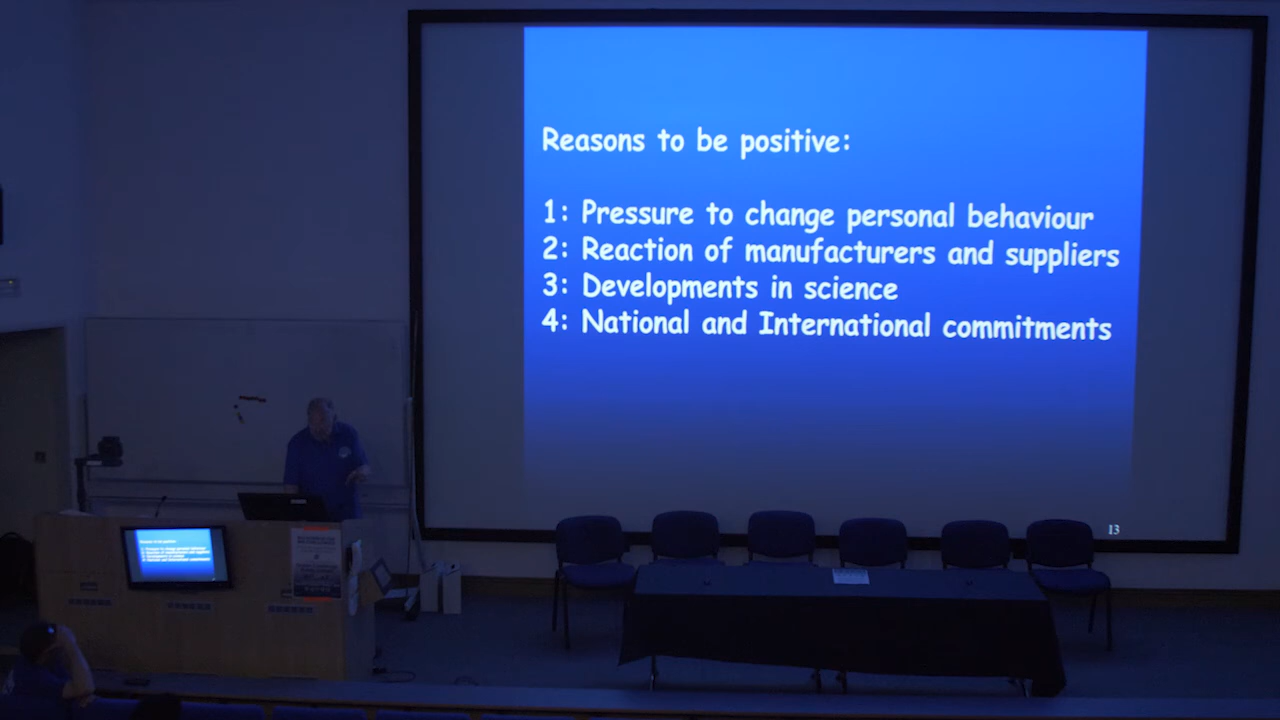 Reasons to be positive:
1: Pressure to change personal behaviour
2: Reaction of manufacturers and suppliers
3: Developments in science
4: National and International commitments
13